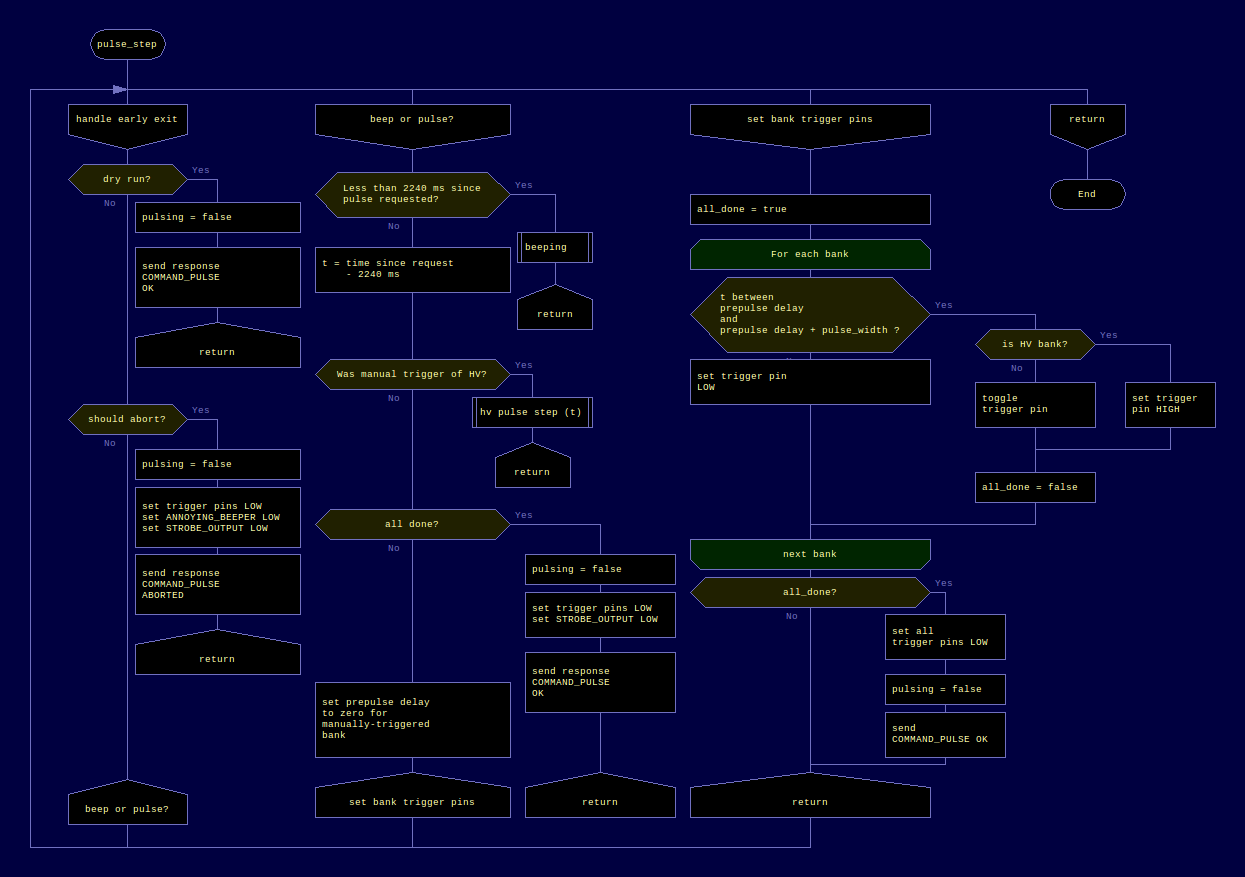 pulse_step
handle early exit
dry run?
Yes
No
pulsing = false
send response
COMMAND_PULSE
OK
return
should abort?
Yes
No
pulsing = false
set trigger pins LOW
set ANNOYING_BEEPER LOW
set STROBE_OUTPUT LOW
send response
COMMAND_PULSE
ABORTED
return
beep or pulse?
beep or pulse?
Less than 2240 ms since
pulse requested?
Yes
No
beeping
return
t = time since request
- 2240 ms
Was manual trigger of HV?
Yes
No
hv pulse step (t)
return
all done?
Yes
No
pulsing = false
set trigger pins LOW
set STROBE_OUTPUT LOW
send response
COMMAND_PULSE
OK
return
set prepulse delay
to zero for
manually-triggered
bank
set bank trigger pins
set bank trigger pins
all_done = true
For each bank
t between
prepulse delay
and
prepulse delay + pulse_width ?
Yes
is HV bank?
Yes
No
toggle
trigger pin
set trigger
pin HIGH
all_done = false
set trigger pin
LOW
next bank
all_done?
Yes
No
set all
trigger pins LOW
pulsing = false
send
COMMAND_PULSE OK
return
return
End